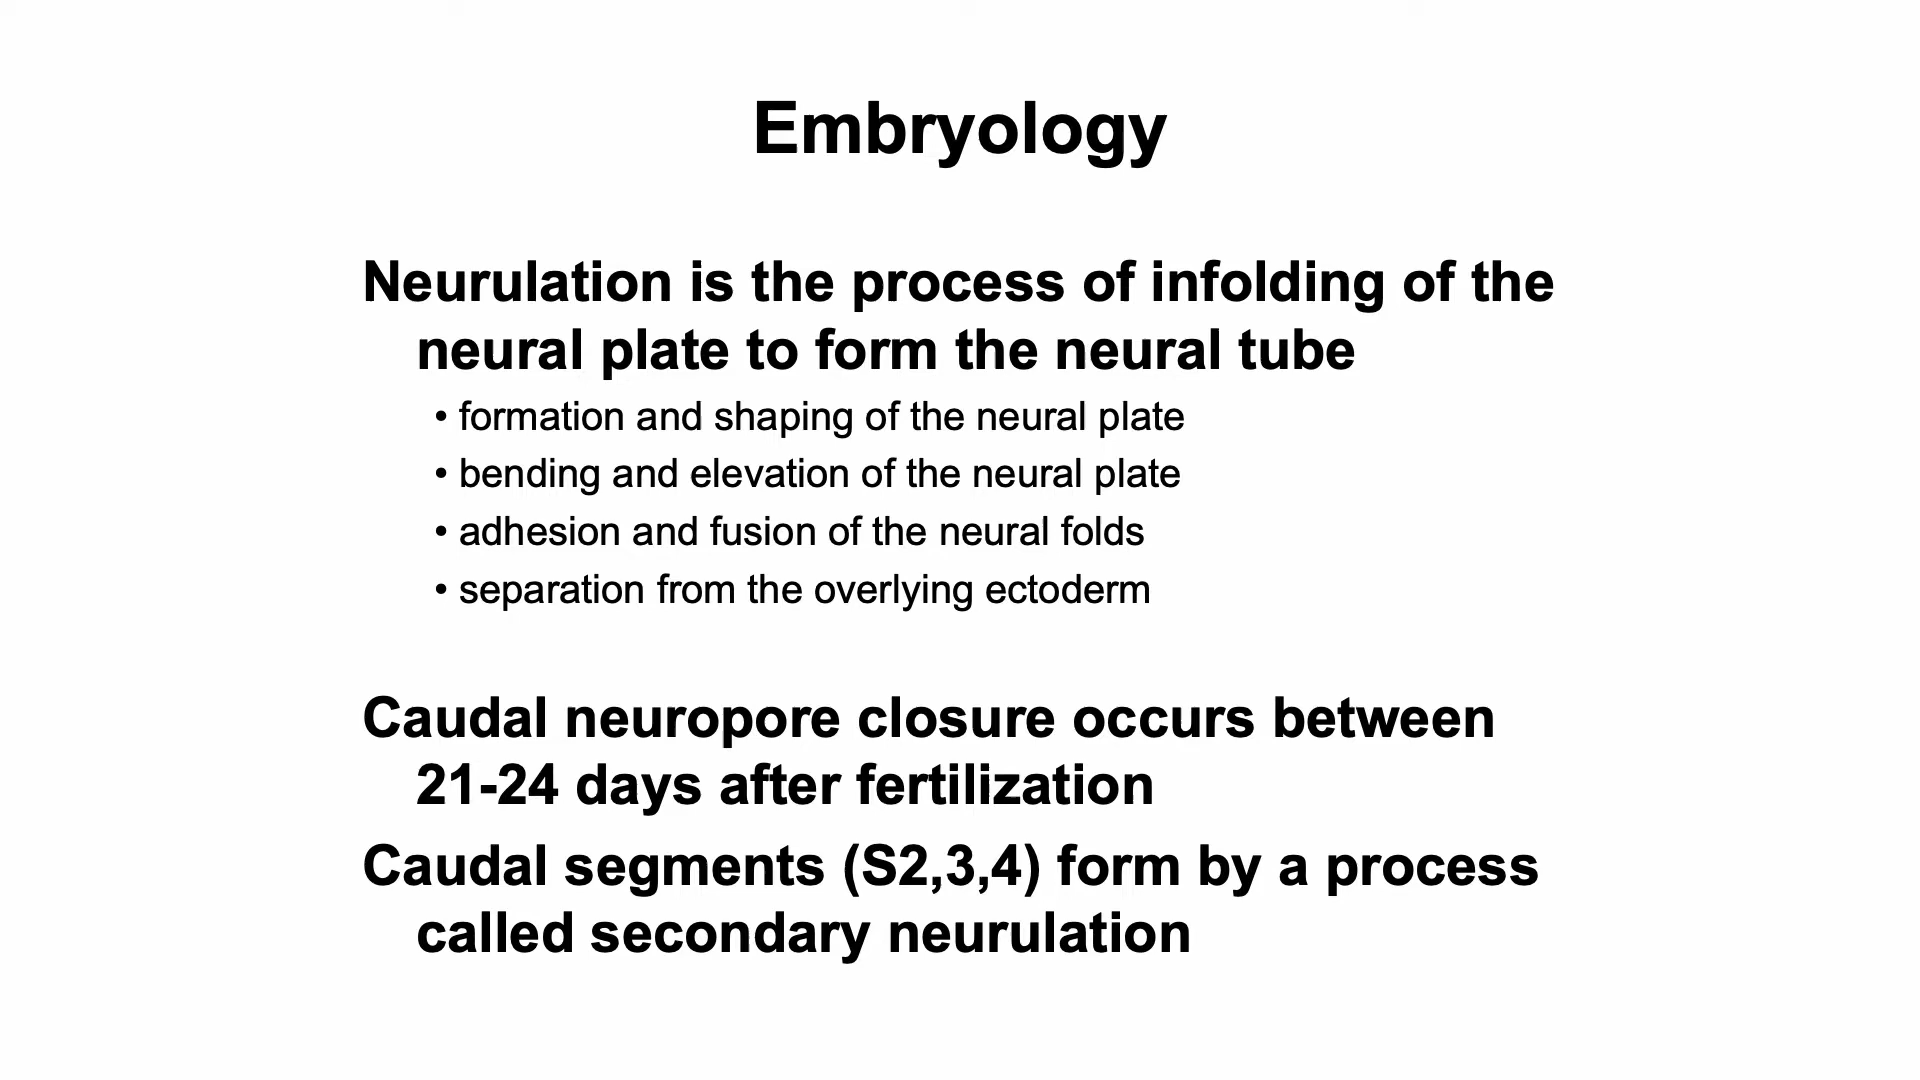 Embryology
Neurulation is the process of infolding of the
neural plate to form the neural tube
• formation and shaping of the neural plate
• bending and elevation of the neural plate
• adhesion and fusion of the neural folds
• separation from the overlying ectoderm
Caudal neuropore closure occurs between
21-24 days after fertilization
Caudal segments (S2,3,4) form by a process
called secondary neurulation